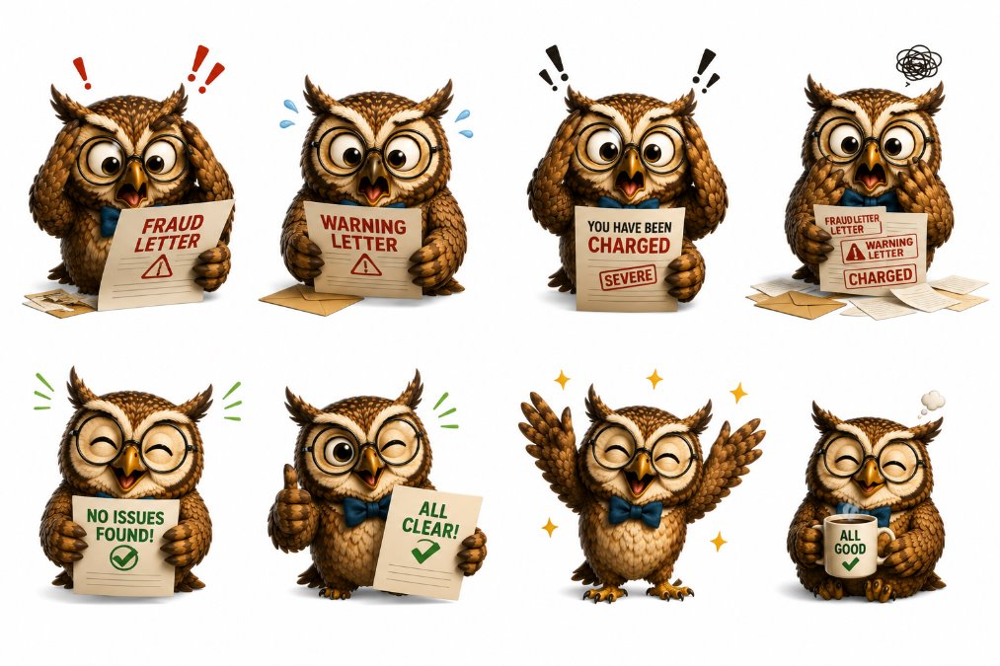 FRAUD
LETTER
WARNING
LETTER
YOU HAVE BEEN
CHARGED
SEVERE
FRAUD LETTER
LETTER
WARNING
LETTER
CHARGED
NO ISSUES
FOUND!
ALL
CLEAR!
ALL
GOOD